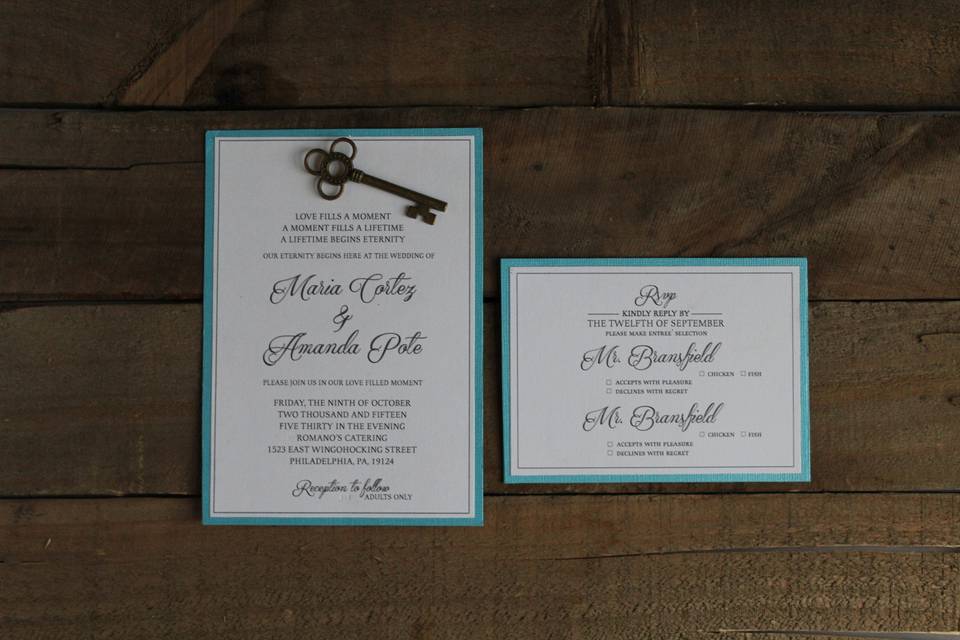 LOVE FILLS A MOMENT
A MOMENT FILLS A LIFETIME
A LIFETIME BEGINS ETERNITY
OUR ETERNITY BEGINS HERE AT THE WEDDING OF
Maria Cortez
&
Amanda Pote
PLEASE JOIN US IN OUR LOVE FILLED MOMENT
FRIDAY, THE NINTH OF OCTOBER
TWO THOUSAND AND FIFTEEN
FIVE THIRTY IN THE EVENING
ROMANO'S CATERING
1523 EAST WINGOHOCKING STREET
PHILADELPHIA, PA, 19124
Reception to follow
ADULTS ONLY
Rsvp
KINDLY REPLY BY
THE TWELFTH OF SEPTEMBER
PLEASE MAKE ENTREE' SELECTION
Mr. Bransfield
CHICKEN FISH
ACCEPTS WITH PLEASURE
DECLINES WITH REGRET
Mr. Bransfield
CHICKEN FISH
ACCEPTS WITH PLEASURE
DECLINES WITH REGRET